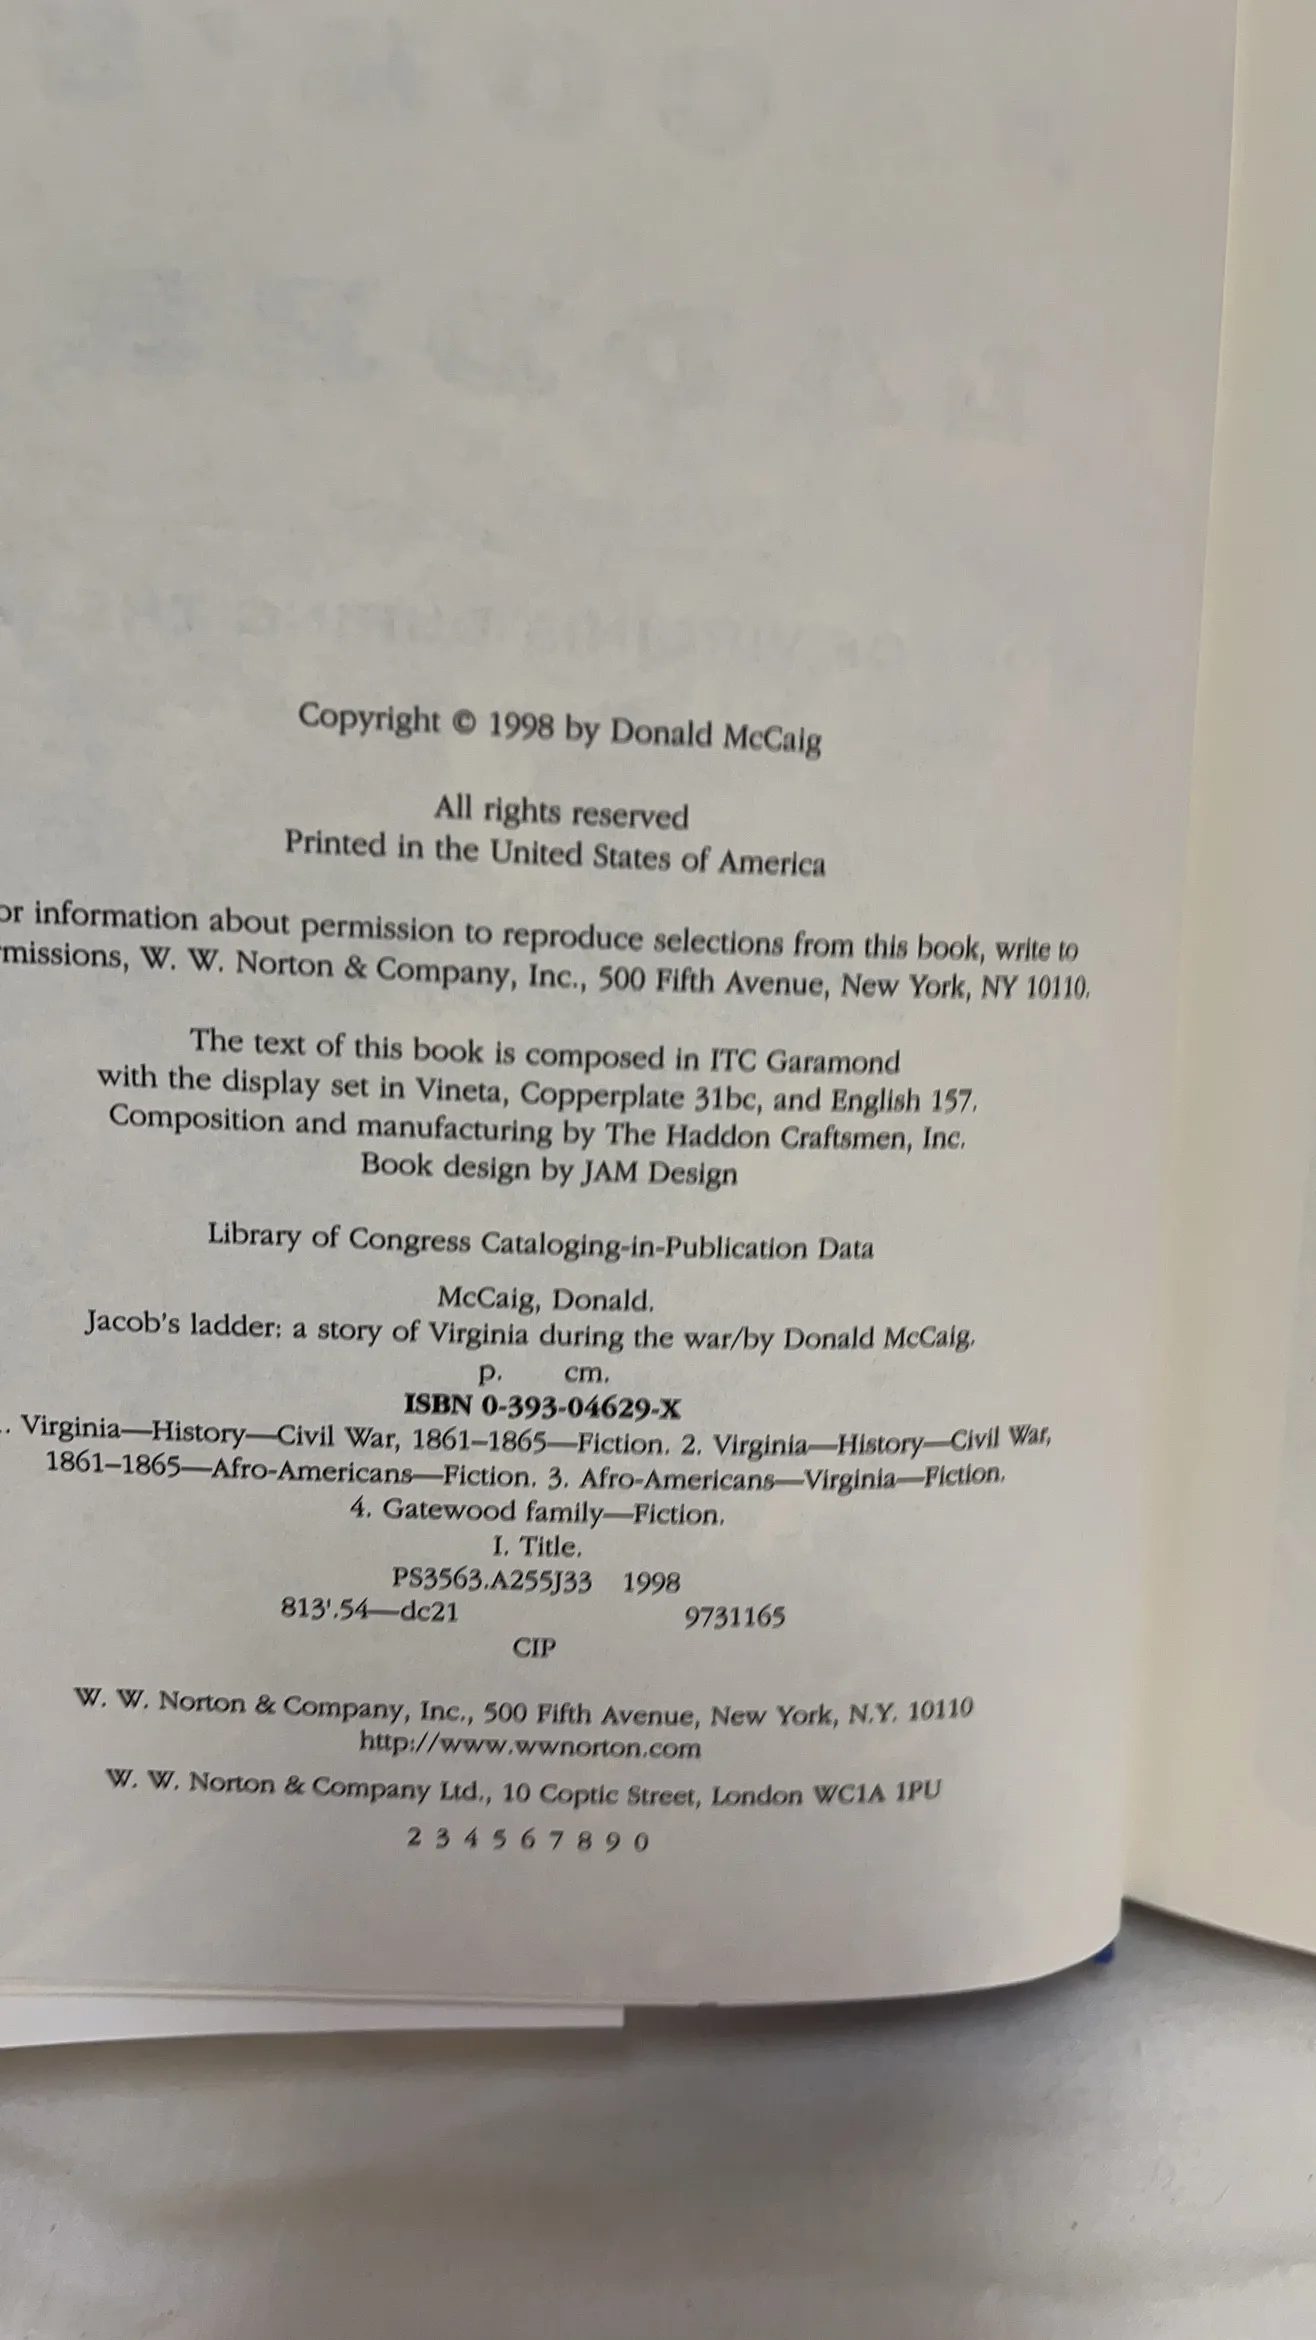 Copyright © 1998 by Donald McCaig
All rights reserved
Printed in the United States of America
or information about permission to reproduce selections from this book, write to
missions, W. W. Norton & Company, Inc., 500 Fifth Avenue, New York, NY 10110.
The text of this book is composed in ITC Garamond
with the display set in Vineta, Copperplate 31bc, and English 157.
Composition and manufacturing by The Haddon Craftsmen, Inc.
Book design by JAM Design
Library of Congress Cataloging-in-Publication Data
McCaig, Donald.
Jacob's ladder: a story of Virginia during the war/by Donald McCaig.
p. cm.
ISBN 0-393-04629-X
. Virginia—History—Civil War, 1861–1865—Fiction. 2. Virginia—History—Civil War,
1861–1865—Afro-Americans—Fiction. 3. Afro-Americans—Virginia—Fiction.
4. Gatewood family—Fiction.
I. Title.
PS3563.A255J33 1998
813'.54—dc21 9731165
CIP
W. W. Norton & Company, Inc., 500 Fifth Avenue, New York, N.Y. 10110
http://www.wwnorton.com
W. W. Norton & Company Ltd., 10 Coptic Street, London WC1A 1PU
2 3 4 5 6 7 8 9 0